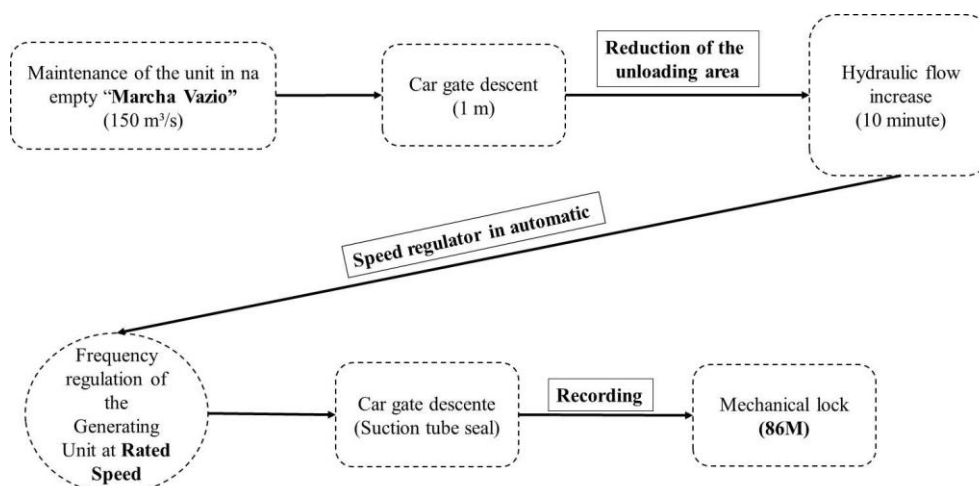 Maintenance of the unit in na
empty “Marcha Vazio”
(150 m³/s)
Car gate descent
(1 m)
Reduction of the
unloading area
Hydraulic flow
increase
(10 minute)
Speed regulator in automatic
Frequency
regulation of
the
Generating
Unit at Rated
Speed
Car gate descente
(Suction tube seal)
Recording
Mechanical lock
(86M)